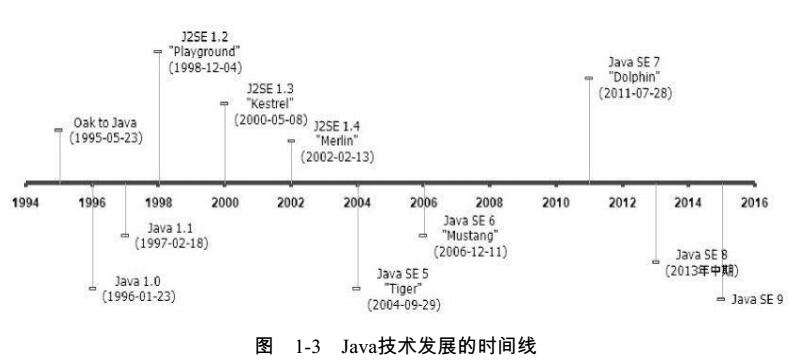 J2SE 1.2
"Playground"
(1998-12-04)
Java SE 7
"Dolphin"
(2011-07-28)
J2SE 1.3
"Kestrel"
(2000-05-08)
Oak to Java
(1995-05-23)
J2SE 1.4
"Merlin"
(2002-02-13)
1994 1996 1998 2000 2002 2004 2006 2008 2010 2012 2014 2016
Java 1.1
(1997-02-18)
Java SE 6
"Mustang"
(2006-12-11)
Java SE 8
(2013年中期)
Java 1.0
(1996-01-23)
Java SE 5
"Tiger"
(2004-09-29)
Java SE 9
图 1-3 Java技术发展的时间线